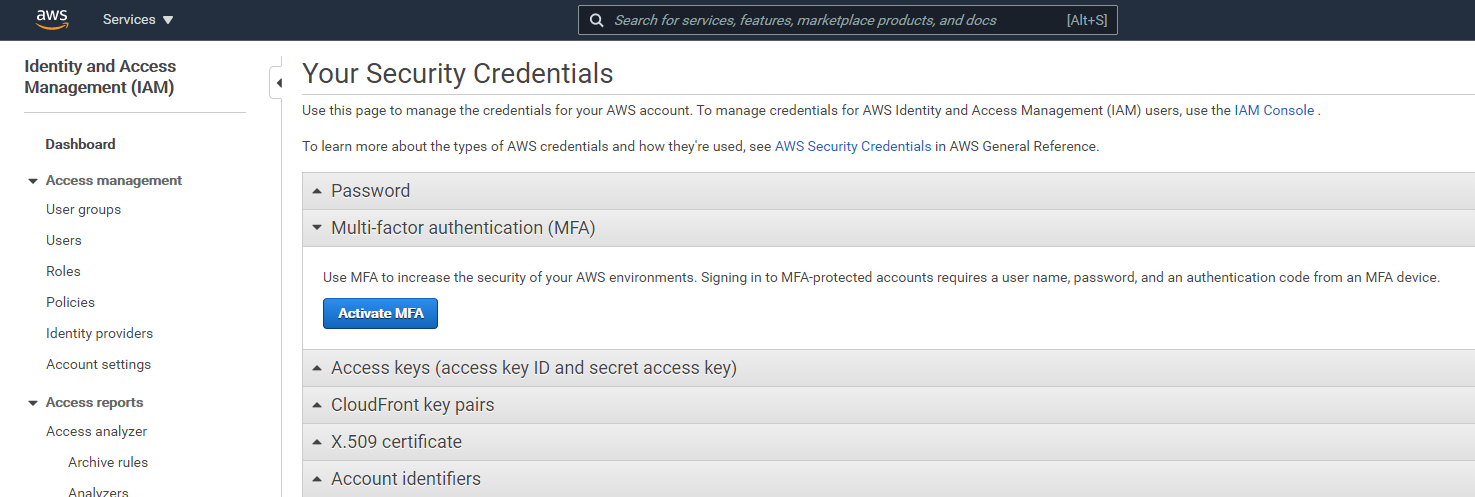 aws
Services
Search for services, features, marketplace products, and docs
[Alt+S]
Identity and Access
Management (IAM)
Dashboard
Access management
User groups
Users
Roles
Policies
Identity providers
Account settings
Access reports
Access analyzer
Archive rules
Analyzers
Your Security Credentials
Use this page to manage the credentials for your AWS account. To manage credentials for AWS Identity and Access Management (IAM) users, use the IAM Console .
To learn more about the types of AWS credentials and how they're used, see AWS Security Credentials in AWS General Reference.
Password
Multi-factor authentication (MFA)
Use MFA to increase the security of your AWS environments. Signing in to MFA-protected accounts requires a user name, password, and an authentication code from an MFA device.
Activate MFA
Access keys (access key ID and secret access key)
CloudFront key pairs
X.509 certificate
Account identifiers